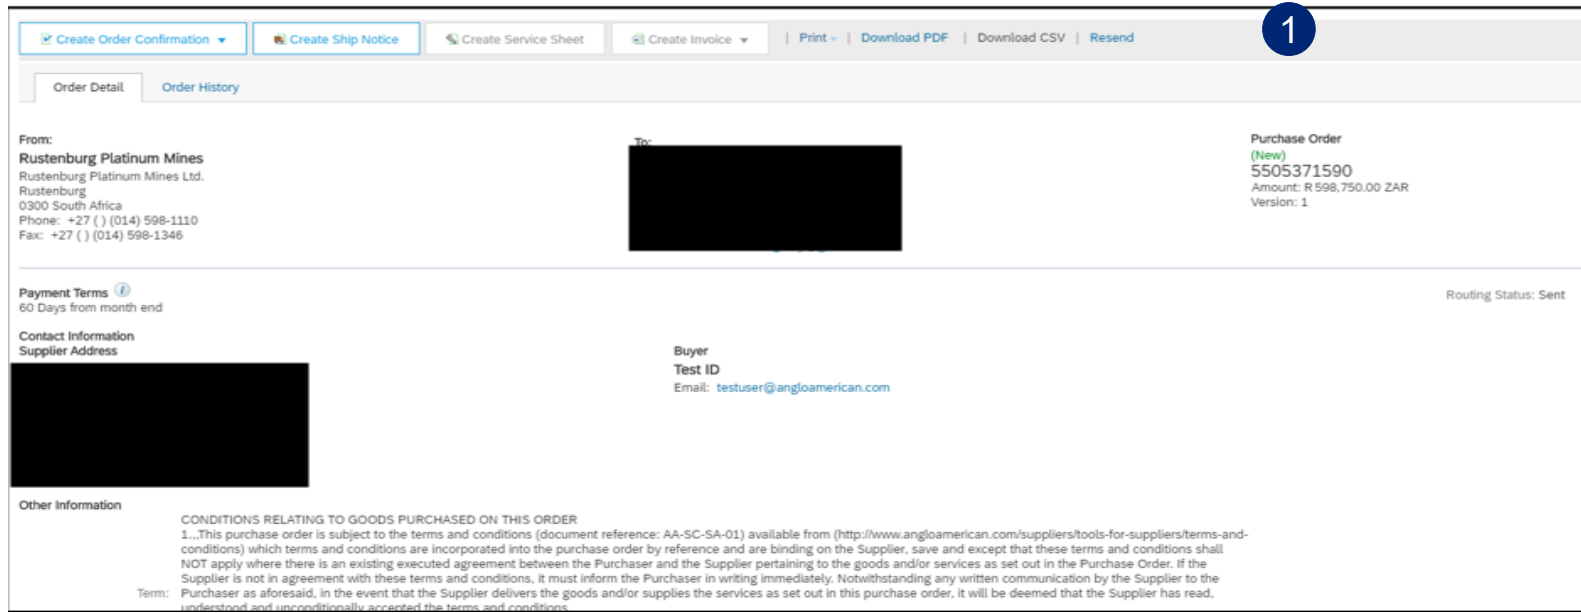 1
Create Order Confirmation
Create Ship Notice
Create Service Sheet
Create Invoice
| Print | Download PDF | Download CSV | Resend
Order Detail
Order History
From:
Rustenburg Platinum Mines
Rustenburg Platinum Mines Ltd.
Rustenburg
0300 South Africa
Phone: +27 ( ) (014) 598-1110
Fax: +27 ( ) (014) 598-1346
To:
Purchase Order
(New)
5505371590
Amount: R 598,750.00 ZAR
Version: 1
Payment Terms
60 Days from month end
Routing Status: Sent
Contact Information
Supplier Address
Buyer
Test ID
Email: testuser@angloamerican.com
Other Information
CONDITIONS RELATING TO GOODS PURCHASED ON THIS ORDER
1.,,This purchase order is subject to the terms and conditions (document reference: AA-SC-SA-01) available from (http://www.angloamerican.com/suppliers/tools-for-suppliers/terms-and-
conditions) which terms and conditions are incorporated into the purchase order by reference and are binding on the Supplier, save and except that these terms and conditions shall
NOT apply where there is an existing executed agreement between the Purchaser and the Supplier pertaining to the goods and/or services as set out in the Purchase Order. If the
Supplier is not in agreement with these terms and conditions, it must inform the Purchaser in writing immediately. Notwithstanding any written communication by the Supplier to the
Term: Purchaser as aforesaid, in the event that the Supplier delivers the goods and/or supplies the services as set out in this purchase order, it will be deemed that the Supplier has read,
understood and unconditionally accepted the terms and conditions.